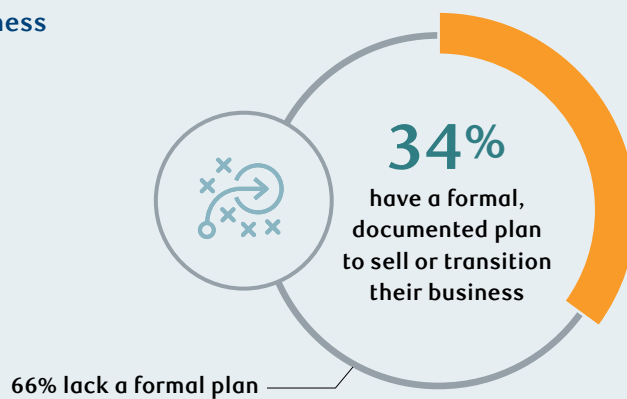 ness
34%
have a formal,
documented plan
to sell or transition
their business
66% lack a formal plan